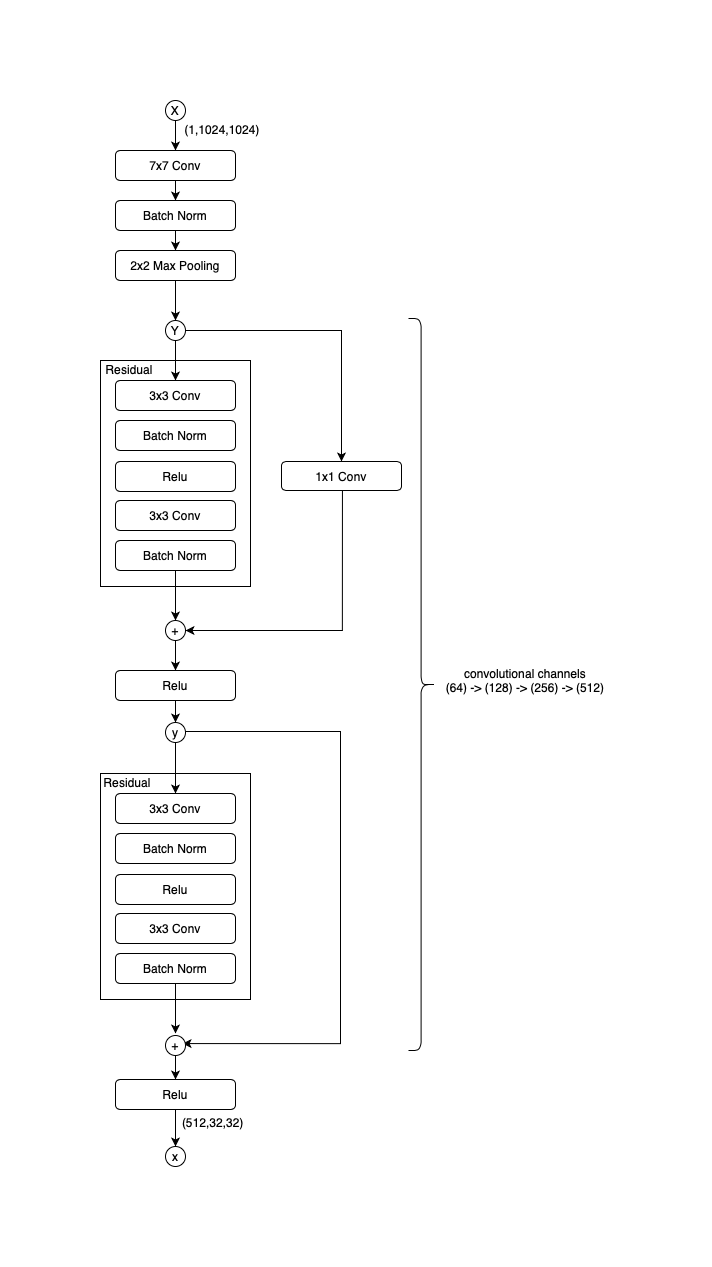 X
(1,1024,1024)
7x7 Conv
Batch Norm
2x2 Max Pooling
Y
Residual
3x3 Conv
Batch Norm
Relu
1x1 Conv
3x3 Conv
Batch Norm
+
Relu
convolutional channels
(64) -> (128) -> (256) -> (512)
y
Residual
3x3 Conv
Batch Norm
Relu
3x3 Conv
Batch Norm
+
Relu
(512,32,32)
x